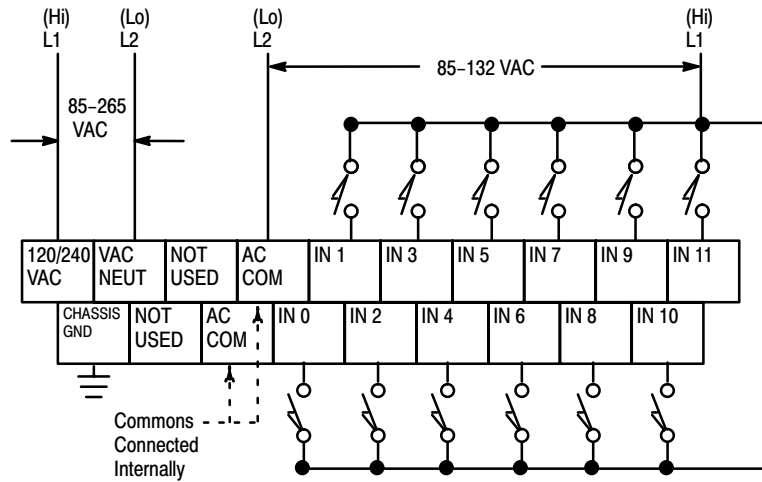 (Hi) (Lo) (Lo) (Hi)
L1 L2 L2 L1
85–132 VAC
85–265
VAC
120/240 VAC NOT AC IN 1 IN 3 IN 5 IN 7 IN 9 IN 11
VAC NEUT USED COM
CHASSIS NOT AC IN 0 IN 2 IN 4 IN 6 IN 8 IN 10
GND USED COM
Commons
Connected
Internally